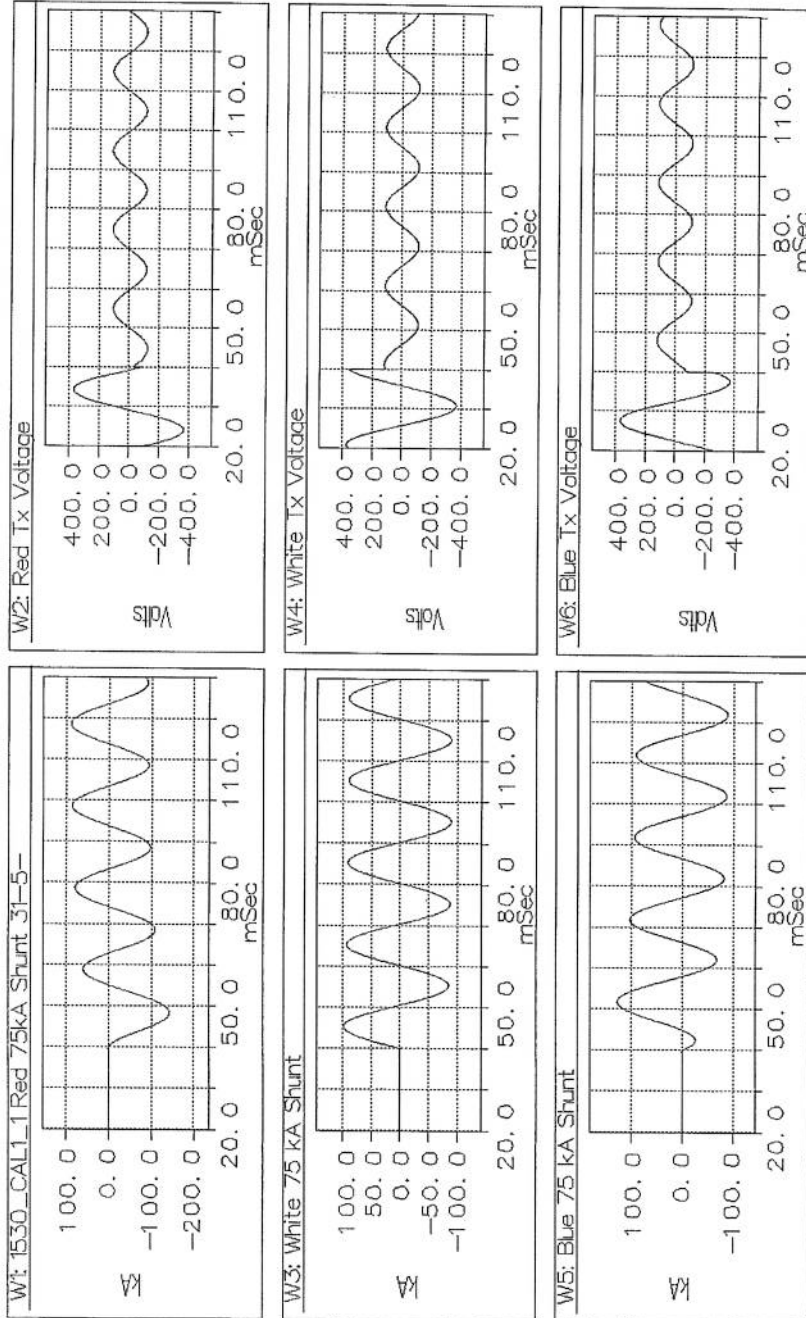 W1: 1530_CAL1_1 Red 75kA Shunt 31-5-
kA
100. 0
0. 0
-100. 0
-200. 0
20. 0
50. 0
80. 0
110. 0
mSec
W2: Red Tx Voltage
Volts
400. 0
200. 0
0. 0
-200. 0
-400. 0
20. 0
50. 0
80. 0
110. 0
mSec
W3: White 75 kA Shunt
kA
100. 0
50. 0
0. 0
-50. 0
-100. 0
20. 0
50. 0
80. 0
110. 0
mSec
W4: White Tx Voltage
Volts
400. 0
200. 0
0. 0
-200. 0
-400. 0
20. 0
50. 0
80. 0
110. 0
mSec
W5: Blue 75 kA Shunt
kA
100. 0
0. 0
-100. 0
20. 0
50. 0
80. 0
110. 0
mSec
W6: Blue Tx Voltage
Volts
400. 0
200. 0
0. 0
-200. 0
-400. 0
20. 0
50. 0
80. 0
110. 0
mSec